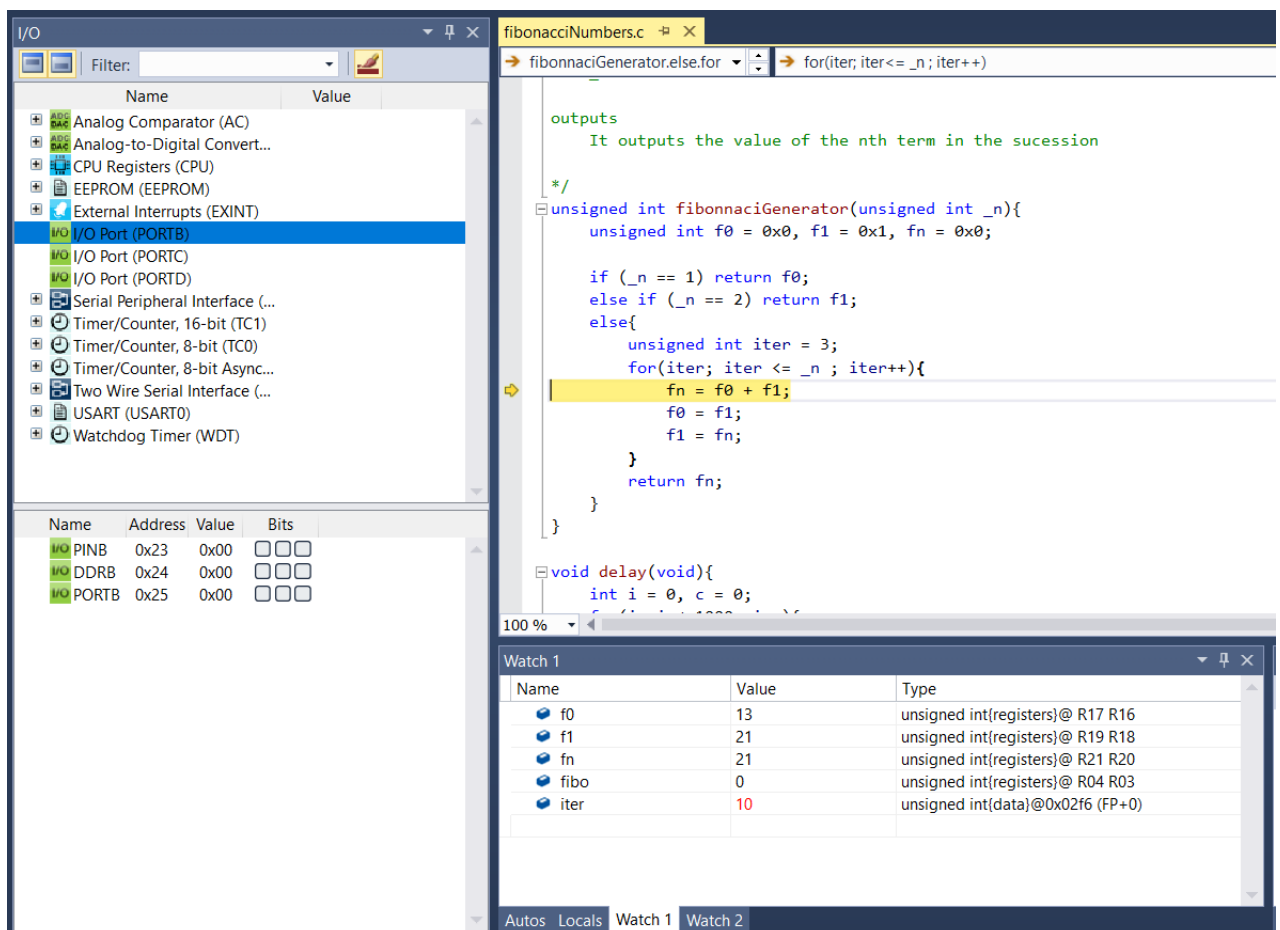 I/O
Filter:
Name Value
Analog Comparator (AC)
Analog-to-Digital Convert...
CPU Registers (CPU)
EEPROM (EEPROM)
External Interrupts (EXINT)
I/O Port (PORTB)
I/O Port (PORTC)
I/O Port (PORTD)
Serial Peripheral Interface (...
Timer/Counter, 16-bit (TC1)
Timer/Counter, 8-bit (TC0)
Timer/Counter, 8-bit Async...
Two Wire Serial Interface (...
USART (USART0)
Watchdog Timer (WDT)
Name Address Value Bits
I/O PINB 0x23 0x00
I/O DDRB 0x24 0x00
I/O PORTB 0x25 0x00
fibonacciNumbers.c
fibonnaciGenerator.else.for for(iter; iter<= _n ; iter++)
outputs
It outputs the value of the nth term in the sucession
*/
unsigned int fibonnaciGenerator(unsigned int _n){
unsigned int f0 = 0x0, f1 = 0x1, fn = 0x0;
if (_n == 1) return f0;
else if (_n == 2) return f1;
else{
unsigned int iter = 3;
for(iter; iter <= _n ; iter++){
fn = f0 + f1;
f0 = f1;
f1 = fn;
}
return fn;
}
}
void delay(void){
int i = 0, c = 0;
100 %
Watch 1
Name Value Type
f0 13 unsigned int{registers}@ R17 R16
f1 21 unsigned int{registers}@ R19 R18
fn 21 unsigned int{registers}@ R21 R20
fibo 0 unsigned int{registers}@ R04 R03
iter 10 unsigned int{data}@0x02f6 (FP+0)
Autos Locals Watch 1 Watch 2